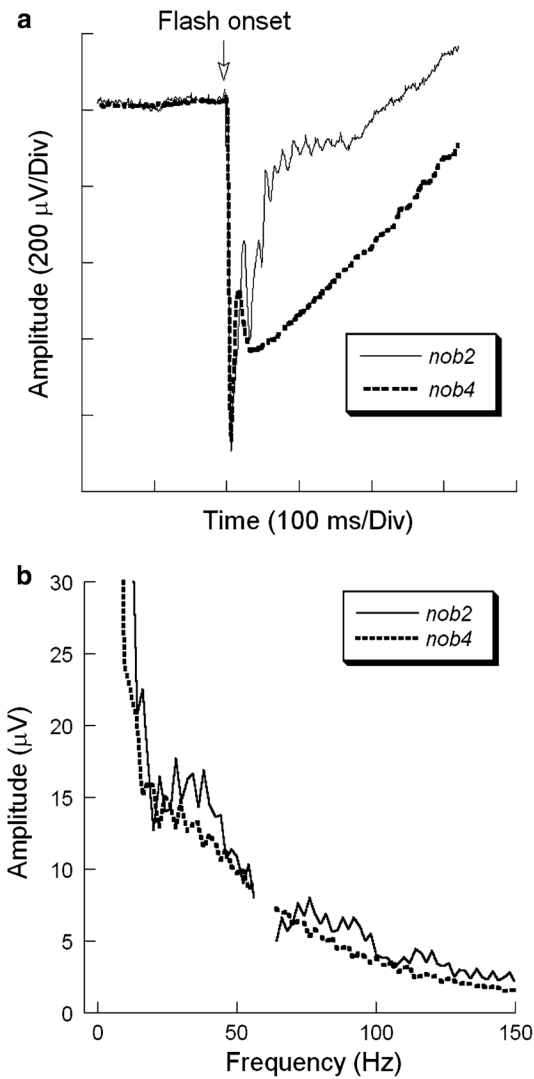 a
Flash onset
Amplitude (200 μV/Div)
nob2
nob4
Time (100 ms/Div)
b
30
25
20
15
10
5
0
Amplitude (μV)
nob2
nob4
0
50
100
150
Frequency (Hz)